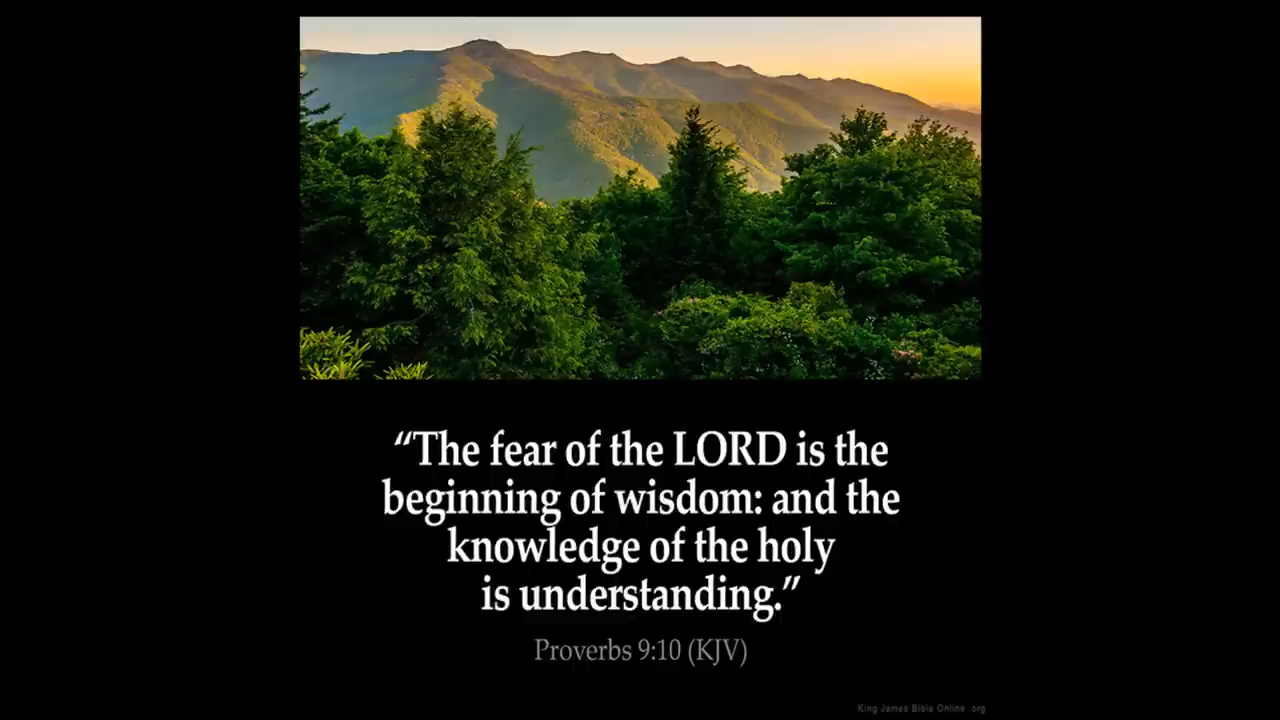 “The fear of the LORD is the
beginning of wisdom: and the
knowledge of the holy
is understanding.”
Proverbs 9:10 (KJV)
King James Bible Online .org